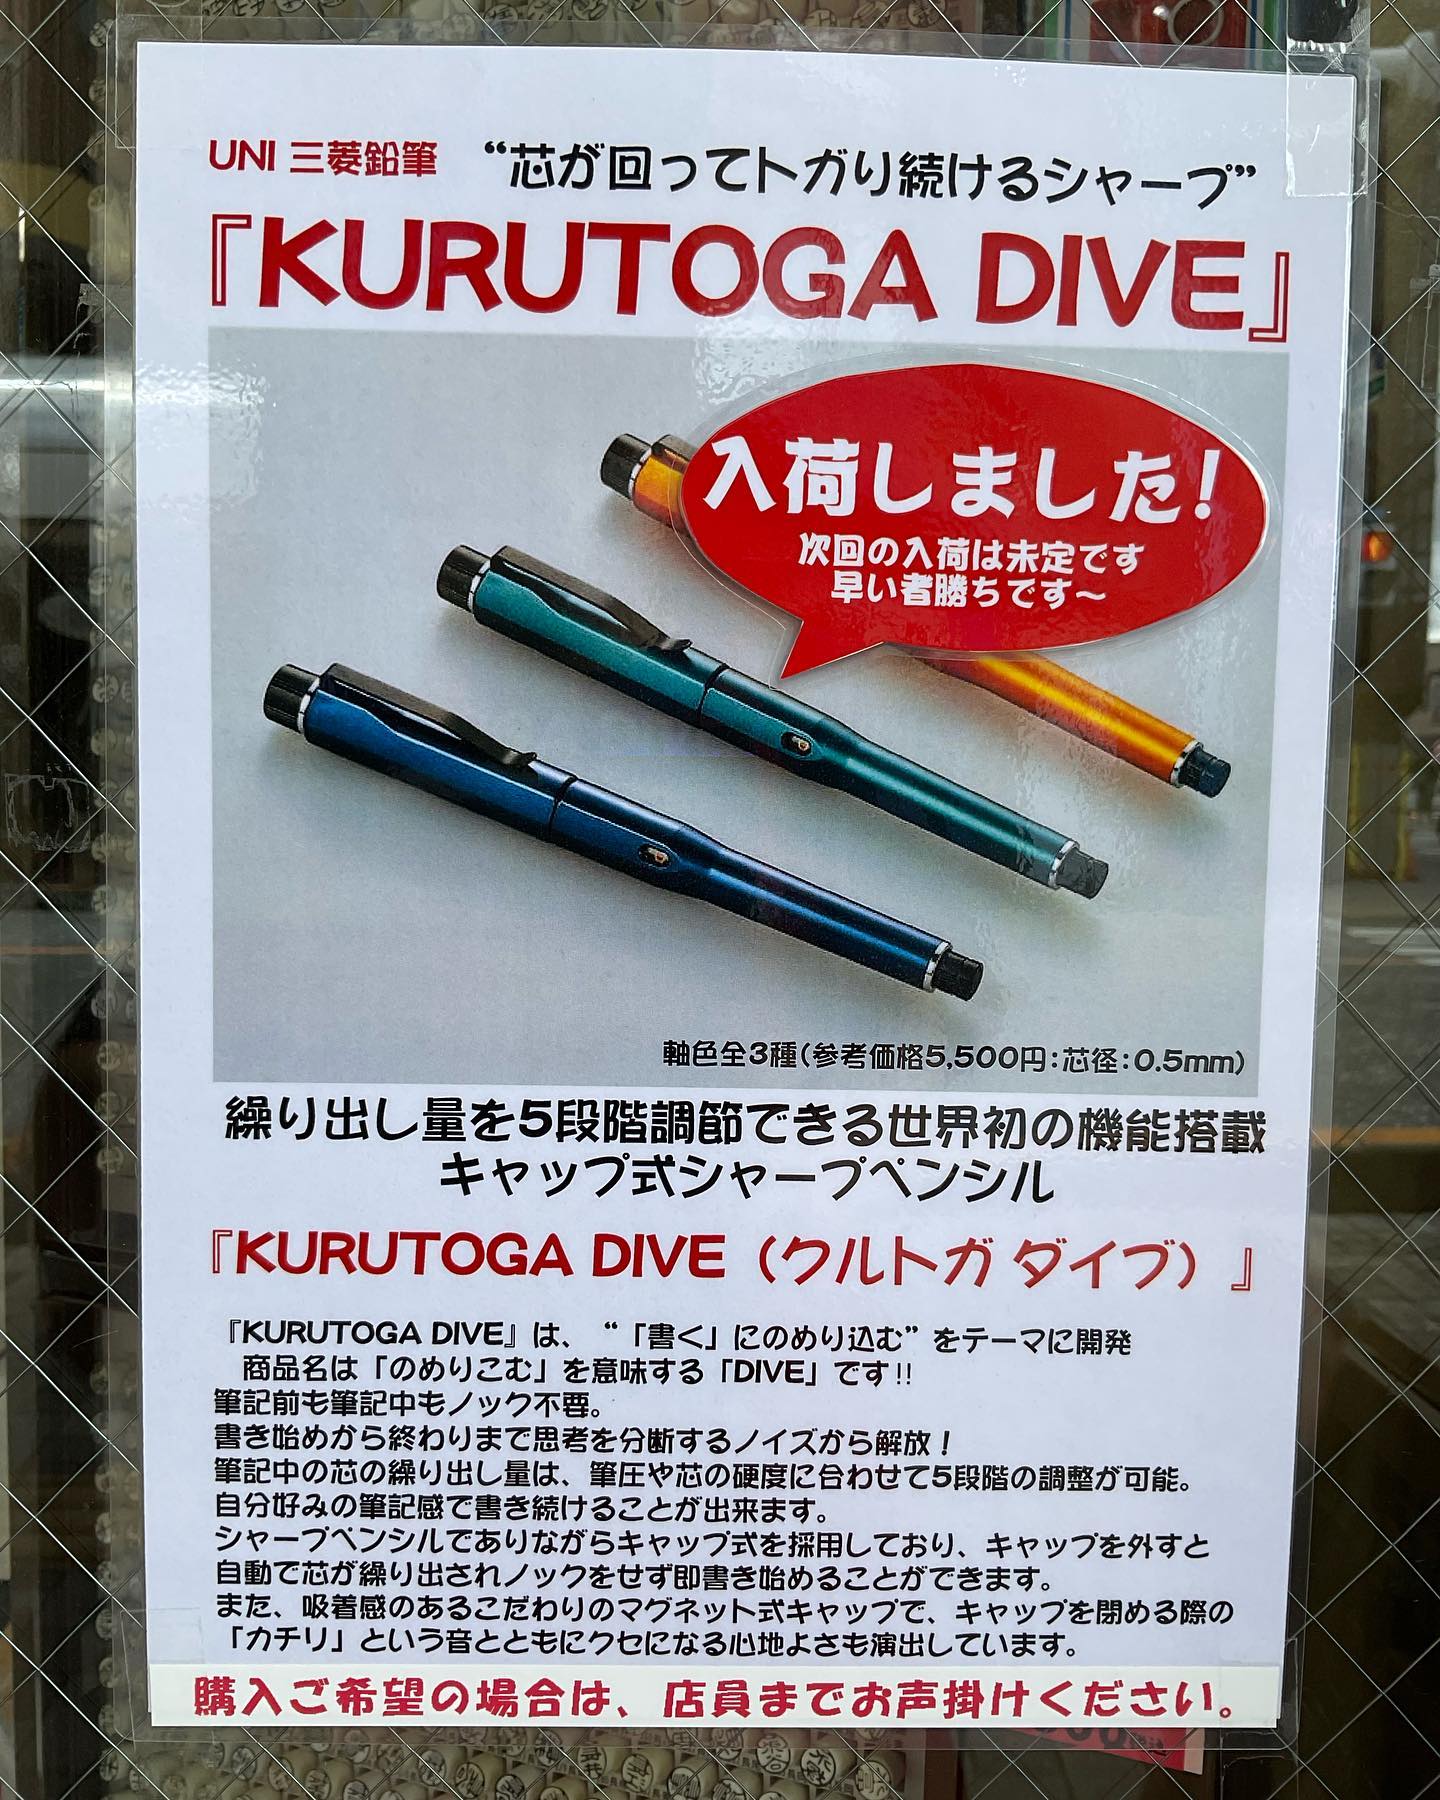 UNI 三菱鉛筆 “芯が回ってトガり続けるシャープ”
『KURUTOGA DIVE』
入荷しました!
次回の入荷は未定です
早い者勝ちです～
軸色全3種(参考価格5,500円:芯径:0.5mm)
繰り出し量を5段階調節できる世界初の機能搭載
キャップ式シャープペンシル
『KURUTOGA DIVE（クルトガ ダイブ）』
『KURUTOGA DIVE』は、“「書く」にのめり込む”をテーマに開発
商品名は「のめりこむ」を意味する「DIVE」です!!
筆記前も筆記中もノック不要。
書き始めから終わりまで思考を分断するノイズから解放！
筆記中の芯の繰り出し量は、筆圧や芯の硬度に合わせて5段階の調整が可能。
自分好みの筆記感で書き続けることが出来ます。
シャープペンシルでありながらキャップ式を採用しており、キャップを外すと
自動で芯が繰り出されノックをせず即書き始めることができます。
また、吸着感のあるこだわりのマグネット式キャップで、キャップを閉める際の
「カチリ」という音とともにクセになる心地よさも演出しています。
購入ご希望の場合は、店員までお声掛けください。